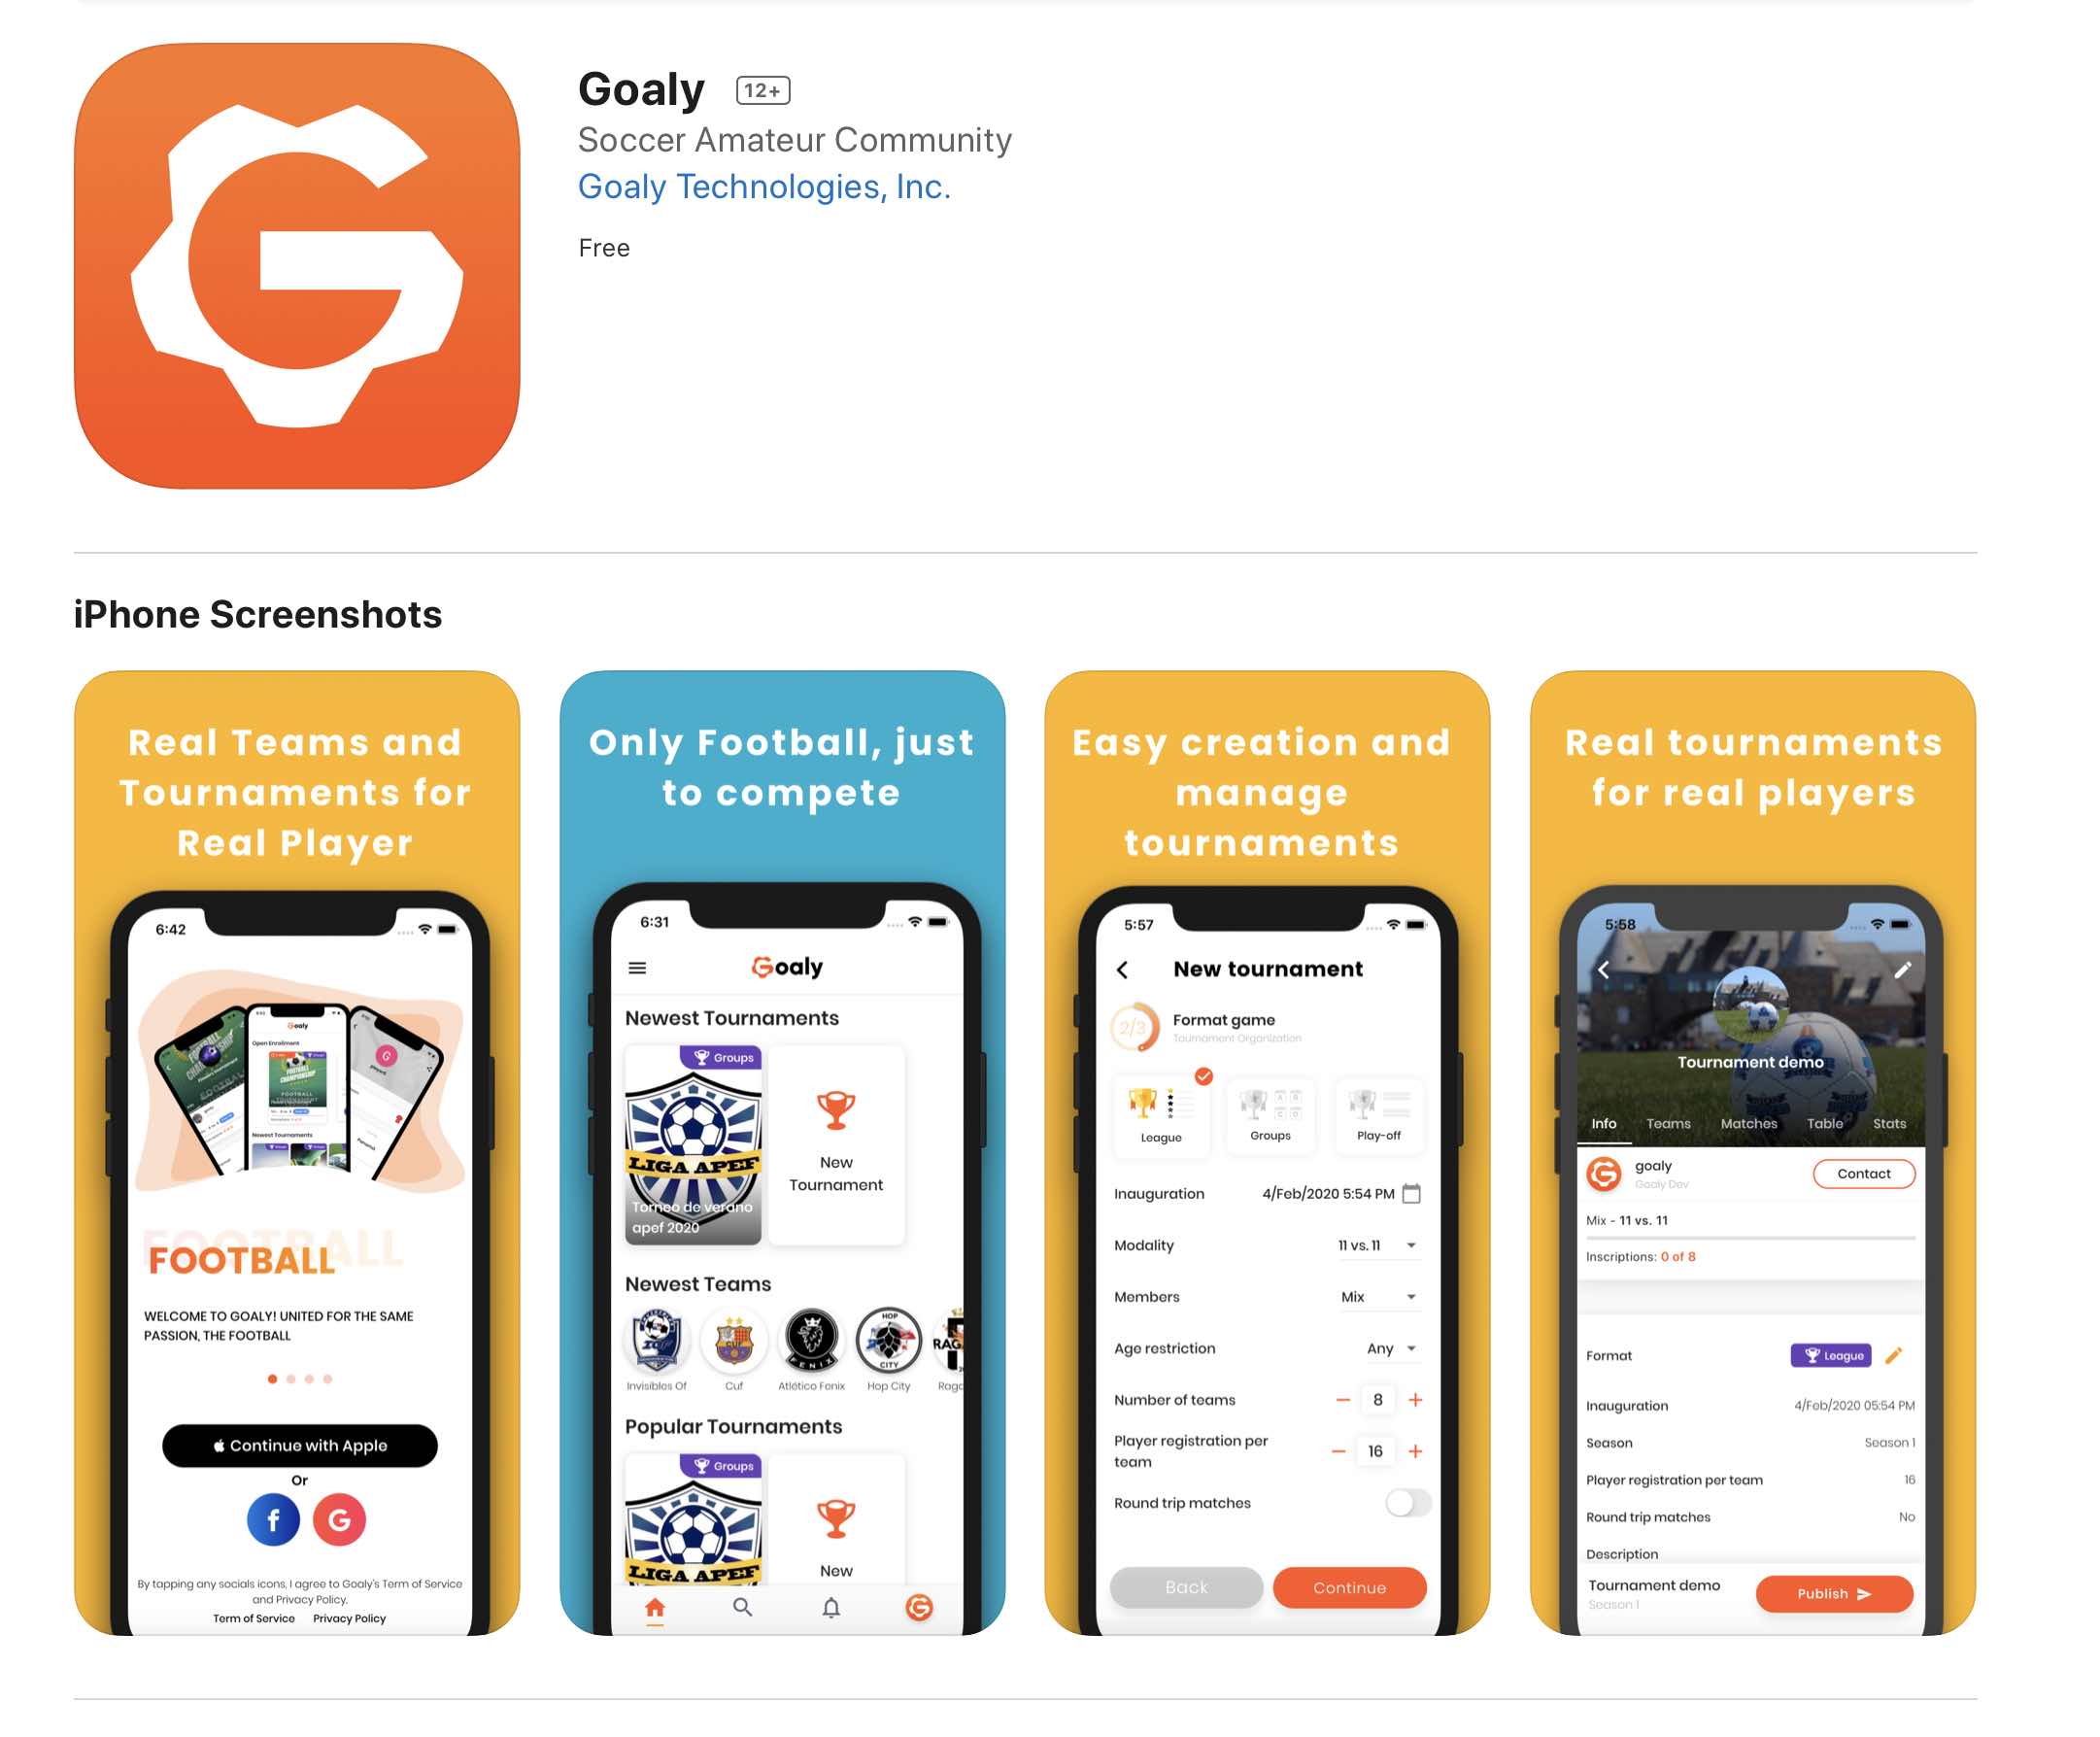 Goaly 12+
Soccer Amateur Community
Goaly Technologies, Inc.
Free
iPhone Screenshots
Real Teams and
Tournaments for
Real Player
6:42
Goaly
Open Enrollment
Newest Tournaments
FOOTBALL
WELCOME TO GOALY! UNITED FOR THE SAME
PASSION, THE FOOTBALL
Continue with Apple
Or
f G
By tapping any socials icons, I agree to Goaly's Term of Service
and Privacy Policy.
Term of Service Privacy Policy
Only Football, just
to compete
6:31
Goaly
Newest Tournaments
Groups
LIGA APEF
Torneo de verano
apef 2020
New
Tournament
Newest Teams
FENIX
HOP
CITY
RAG
Invisibles Of Cuf Atlético Fenix Hop City Rago
Popular Tournaments
Groups
LIGA APEF
New
Easy creation and
manage
tournaments
5:57
New tournament
2/3
Format game
Tournament Organization
League Groups Play-off
Inauguration 4/Feb/2020 5:54 PM
Modality 11 vs. 11
Members Mix
Age restriction Any
Number of teams − 8 +
Player registration per
team − 16 +
Round trip matches
Back Continue
Real tournaments
for real players
5:58
Tournament demo
Info Teams Matches Table Stats
goaly
Goaly Dev
Contact
Mix - 11 vs. 11
Inscriptions: 0 of 8
Format League
Inauguration 4/Feb/2020 05:54 PM
Season Season 1
Player registration per team 16
Round trip matches No
Description
Tournament demo
Season 1
Publish